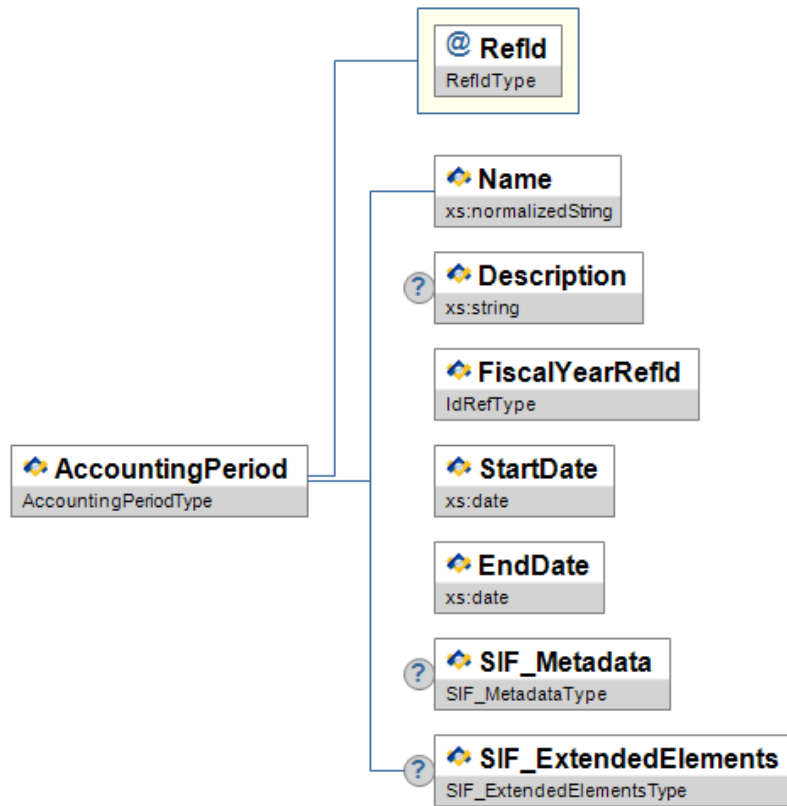 @ RefId
RefIdType
Name
xs:normalizedString
? Description
xs:string
FiscalYearRefId
IdRefType
AccountingPeriod
AccountingPeriodType
StartDate
xs:date
EndDate
xs:date
? SIF_Metadata
SIF_MetadataType
? SIF_ExtendedElements
SIF_ExtendedElementsType